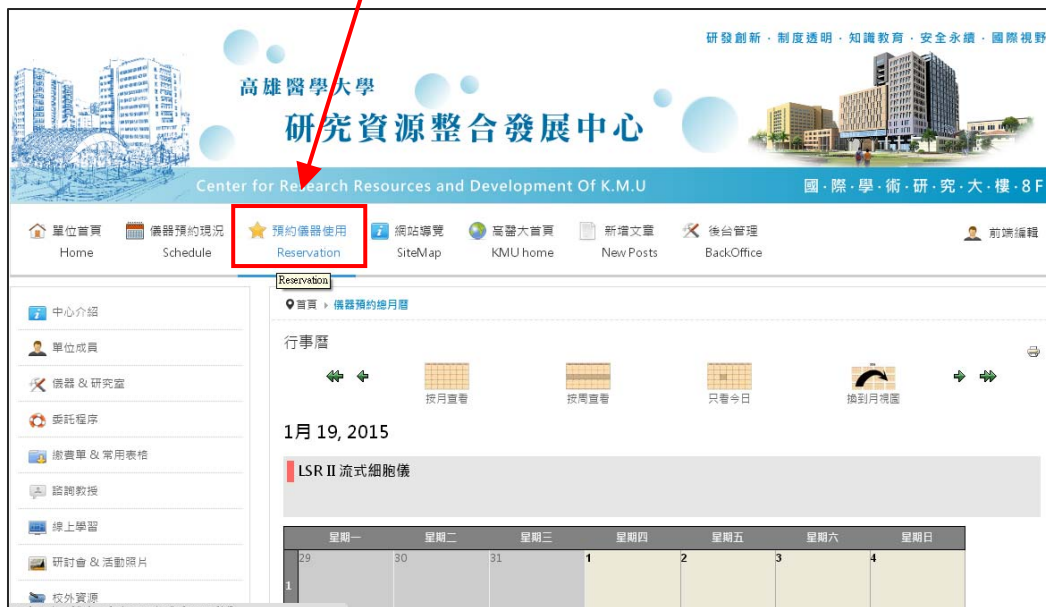 研發創新．制度透明．知識教育．安全永續．國際視野
高雄醫學大學
研究資源整合發展中心
Center for Research Resources and Development Of K.M.U
國．際．學．術．研．究．大．樓．8F
單位首頁 儀器預約現況 預約儀器使用 網站導覽 高醫大首頁 新增文章 後台管理 前端編輯
Home Schedule Reservation SiteMap KMU home New Posts BackOffice
Reservation
首頁 儀器預約總月曆
中心介紹
單位成員
儀器 & 研究室
委託程序
繳費單 & 常用表格
諮詢教授
線上學習
研討會 & 活動照片
校外資源
行事曆
按月查看 按周查看 只看今日 換到月視圖
1月 19, 2015
LSR II 流式細胞儀
星期一 星期二 星期三 星期四 星期五 星期六 星期日
29 30 31 1 2 3 4
1